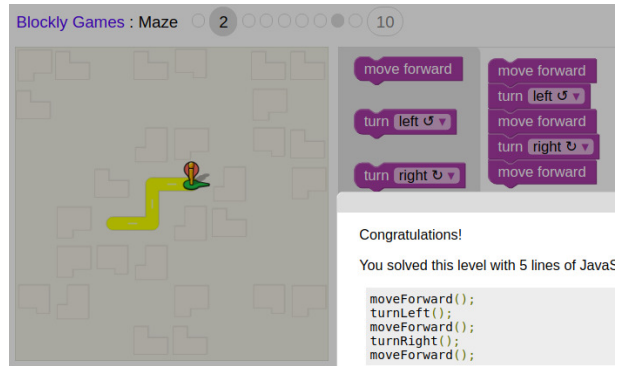 Blockly Games : Maze 2 10
move forward
turn left ↺ ▾
turn right ↻ ▾
move forward
turn left ↺ ▾
move forward
turn right ↻ ▾
move forward
Congratulations!
You solved this level with 5 lines of
moveForward();
turnLeft();
moveForward();
turnRight();
moveForward();